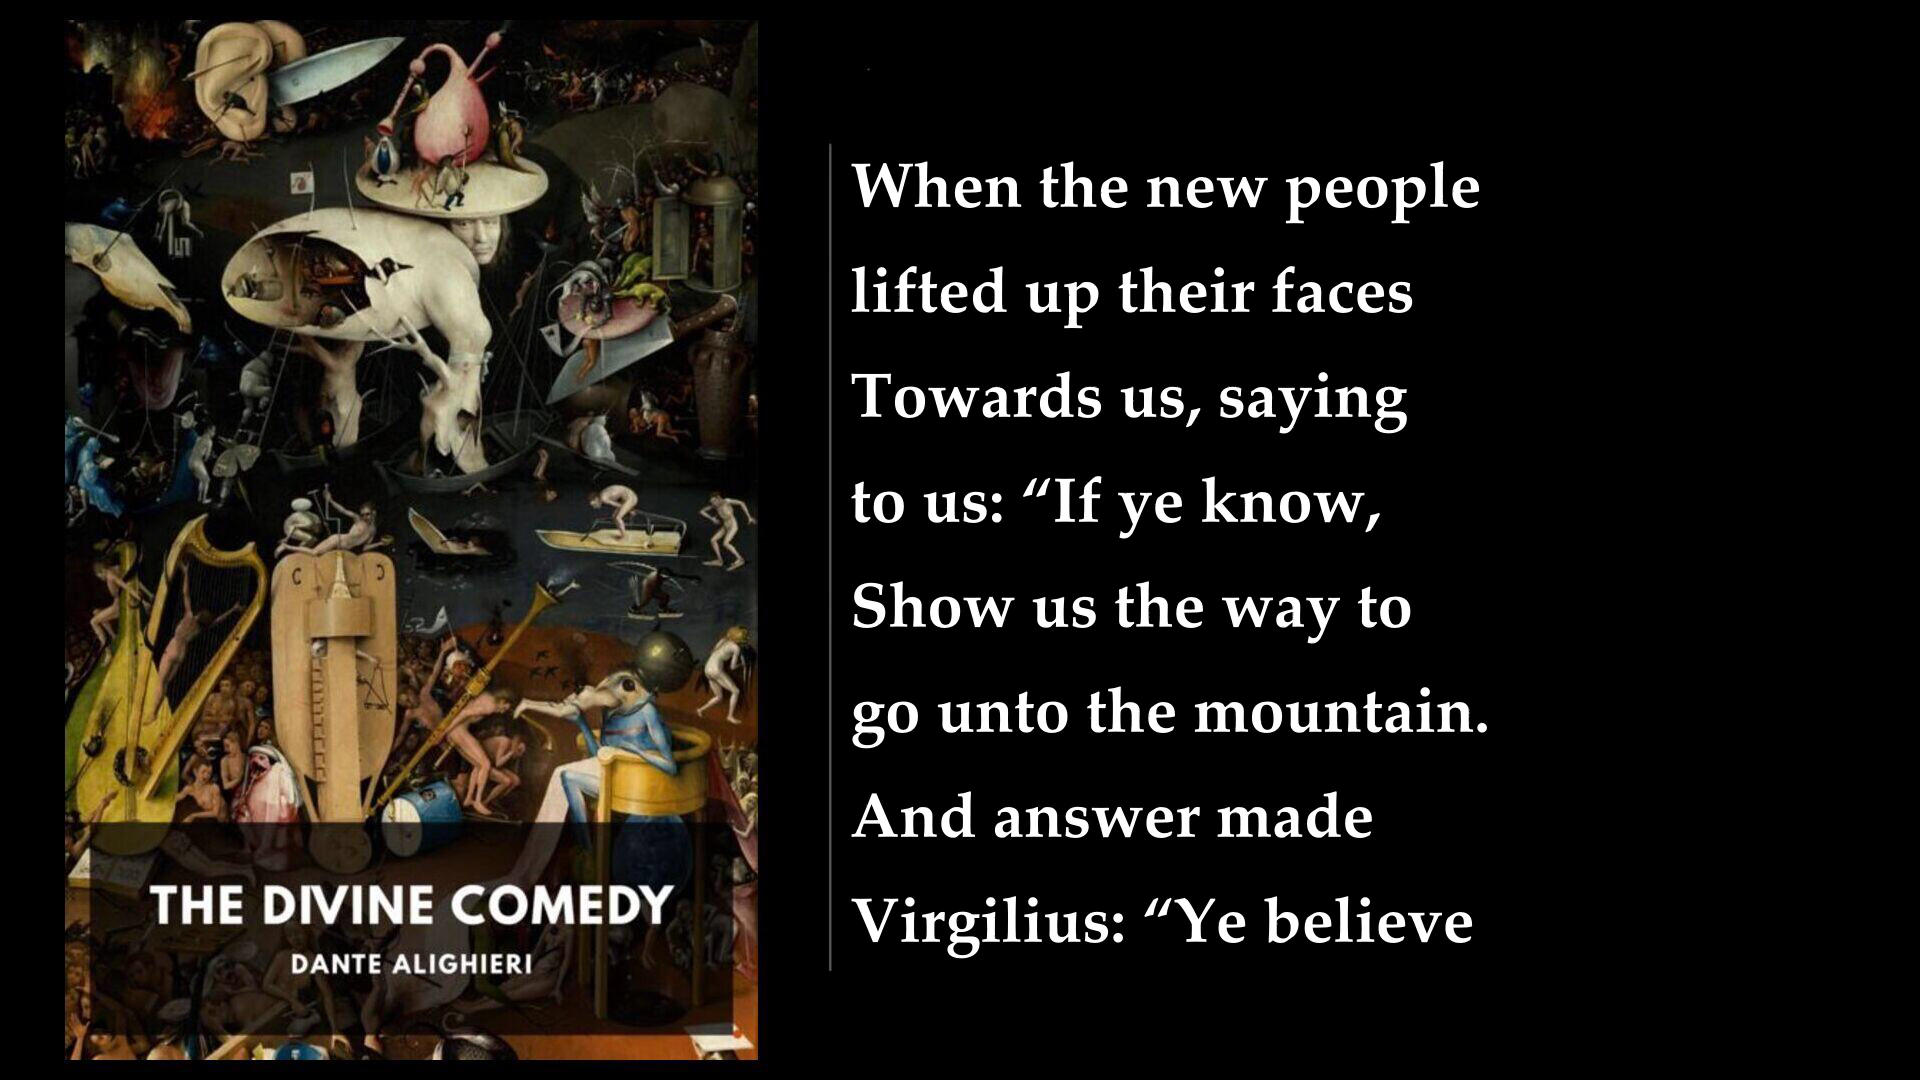 THE DIVINE COMEDY
DANTE ALIGHIERI
When the new people
lifted up their faces
Towards us, saying
to us: “If ye know,
Show us the way to
go unto the mountain.
And answer made
Virgilius: “Ye believe